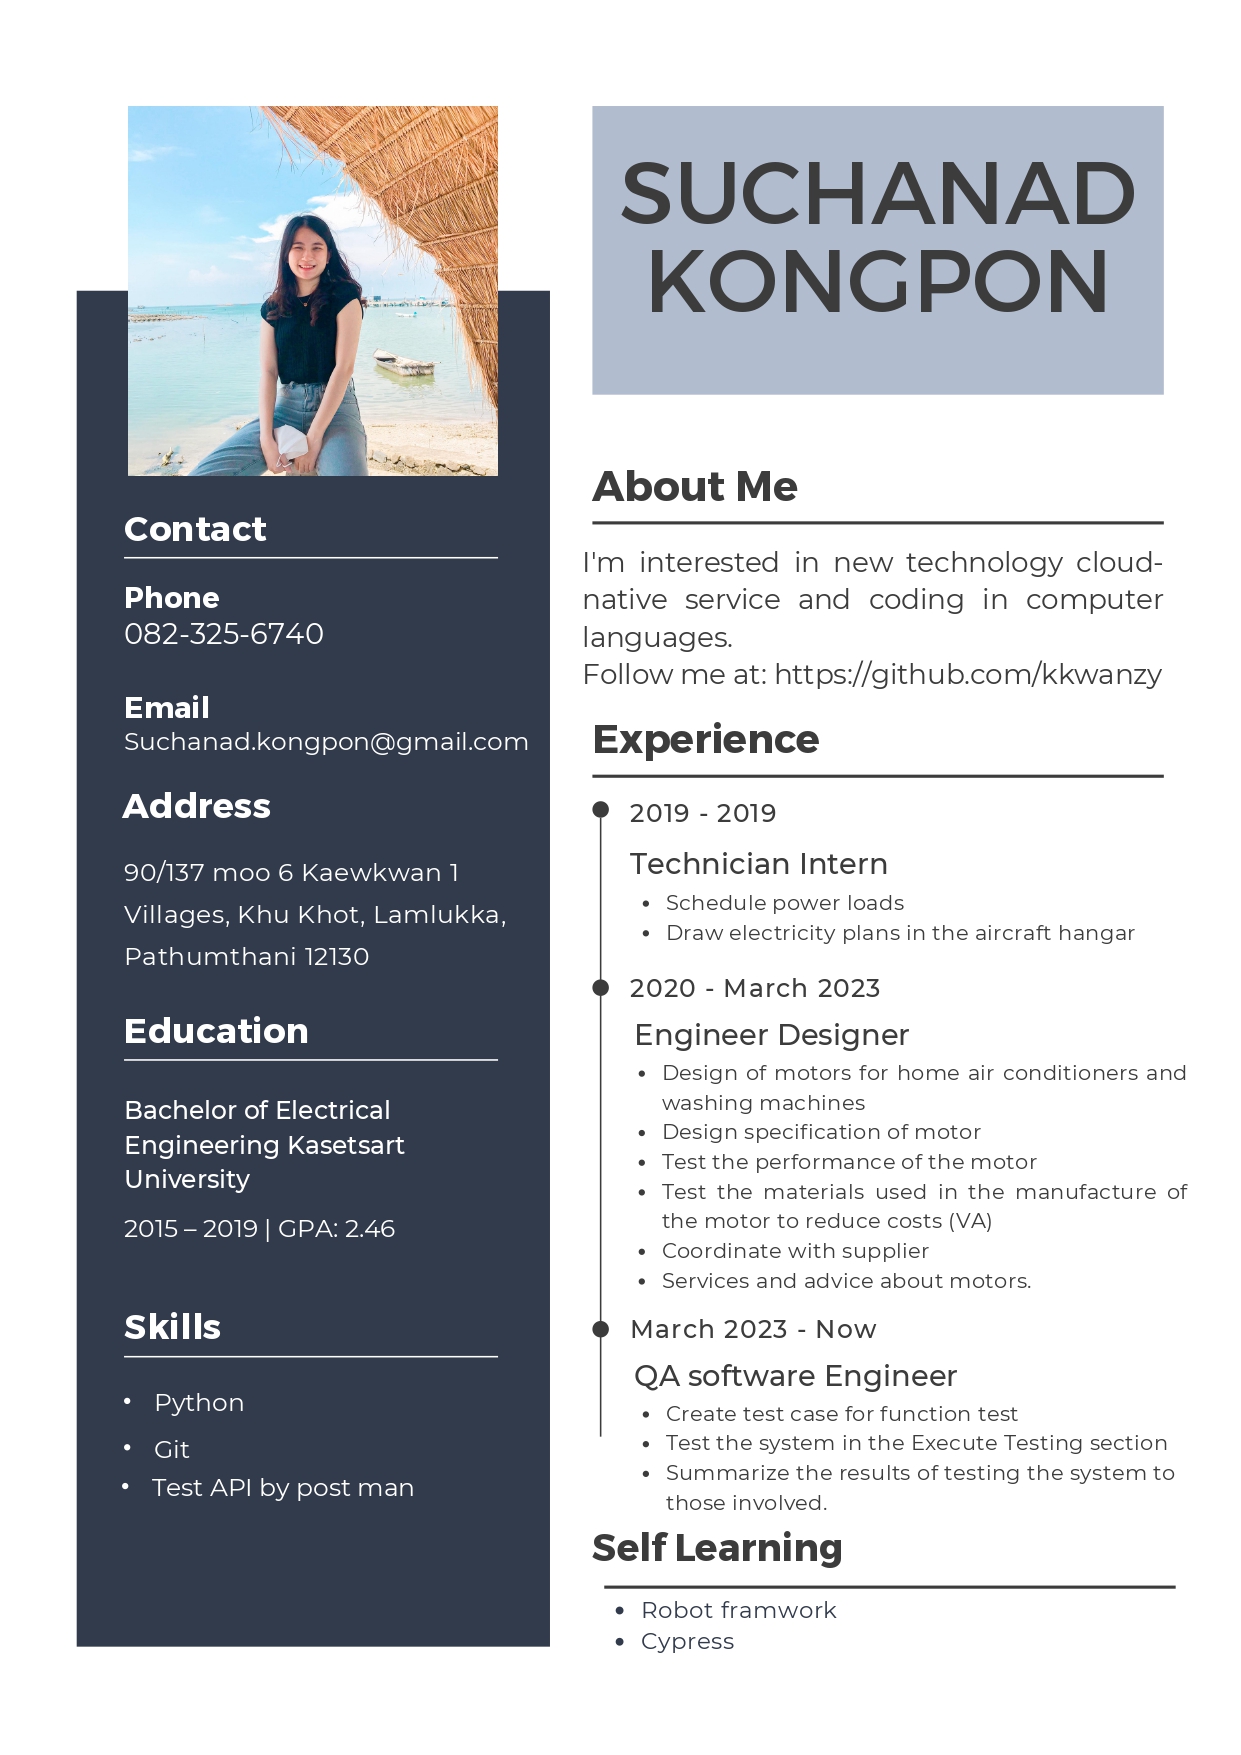 SUCHANAD
KONGPON
Contact
Phone
082-325-6740
Email
Suchanad.kongpon@gmail.com
Address
90/137 moo 6 Kaewkwan 1
Villages, Khu Khot, Lamlukka,
Pathumthani 12130
Education
Bachelor of Electrical
Engineering Kasetsart
University
2015 – 2019 | GPA: 2.46
Skills
• Python
• Git
• Test API by post man
About Me
I'm interested in new technology cloud-
native service and coding in computer
languages.
Follow me at: https://github.com/kkwanzy
Experience
2019 - 2019
Technician Intern
• Schedule power loads
• Draw electricity plans in the aircraft hangar
2020 - March 2023
Engineer Designer
• Design of motors for home air conditioners and
washing machines
• Design specification of motor
• Test the performance of the motor
• Test the materials used in the manufacture of
the motor to reduce costs (VA)
• Coordinate with supplier
• Services and advice about motors.
March 2023 - Now
QA software Engineer
• Create test case for function test
• Test the system in the Execute Testing section
• Summarize the results of testing the system to
those involved.
Self Learning
• Robot framwork
• Cypress